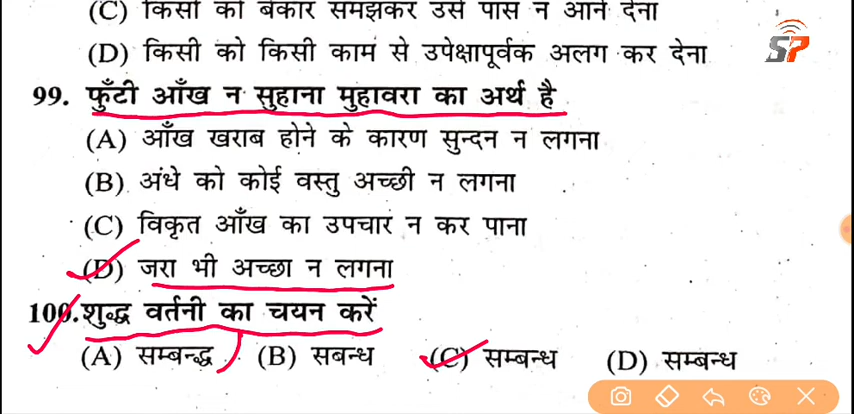 (C) किसी को बेकार समझकर उसे पास न आने देना
(D) किसी को किसी काम से उपेक्षापूर्वक अलग कर देना
SP
99. फुँटी आँख न सुहाना मुहावरा का अर्थ है
(A) आँख खराब होने के कारण सुन्दन न लगना
(B) अंधे को कोई वस्तु अच्छी न लगना
(C) विकृत आँख का उपचार न कर पाना
(D) जरा भी अच्छा न लगना
100. शुद्ध वर्तनी का चयन करें
(A) सम्बन्द्ध (B) सबन्ध (C) सम्बन्ध (D) सम्बन्ध